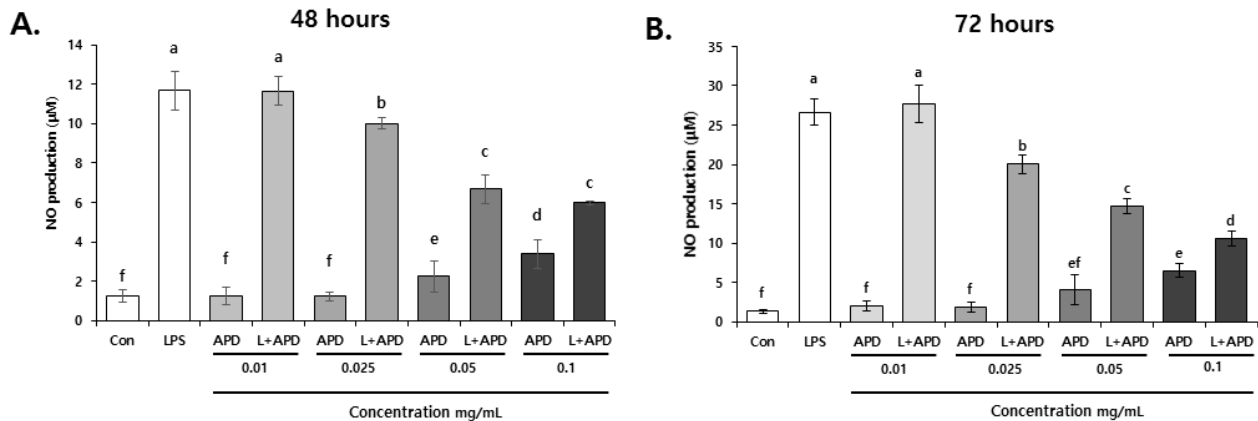 A.
48 hours
NO production (µM)
14
12
10
8
6
4
2
0
f
a
f
a
f
b
e
c
d
c
Con LPS APD L+APD APD L+APD APD L+APD APD L+APD
0.01 0.025 0.05 0.1
Concentration mg/mL
B.
72 hours
NO production (µM)
35
30
25
20
15
10
5
0
f
a
f
a
f
b
ef
c
e
d
Con LPS APD L+APD APD L+APD APD L+APD APD L+APD
0.01 0.025 0.05 0.1
Concentration mg/mL